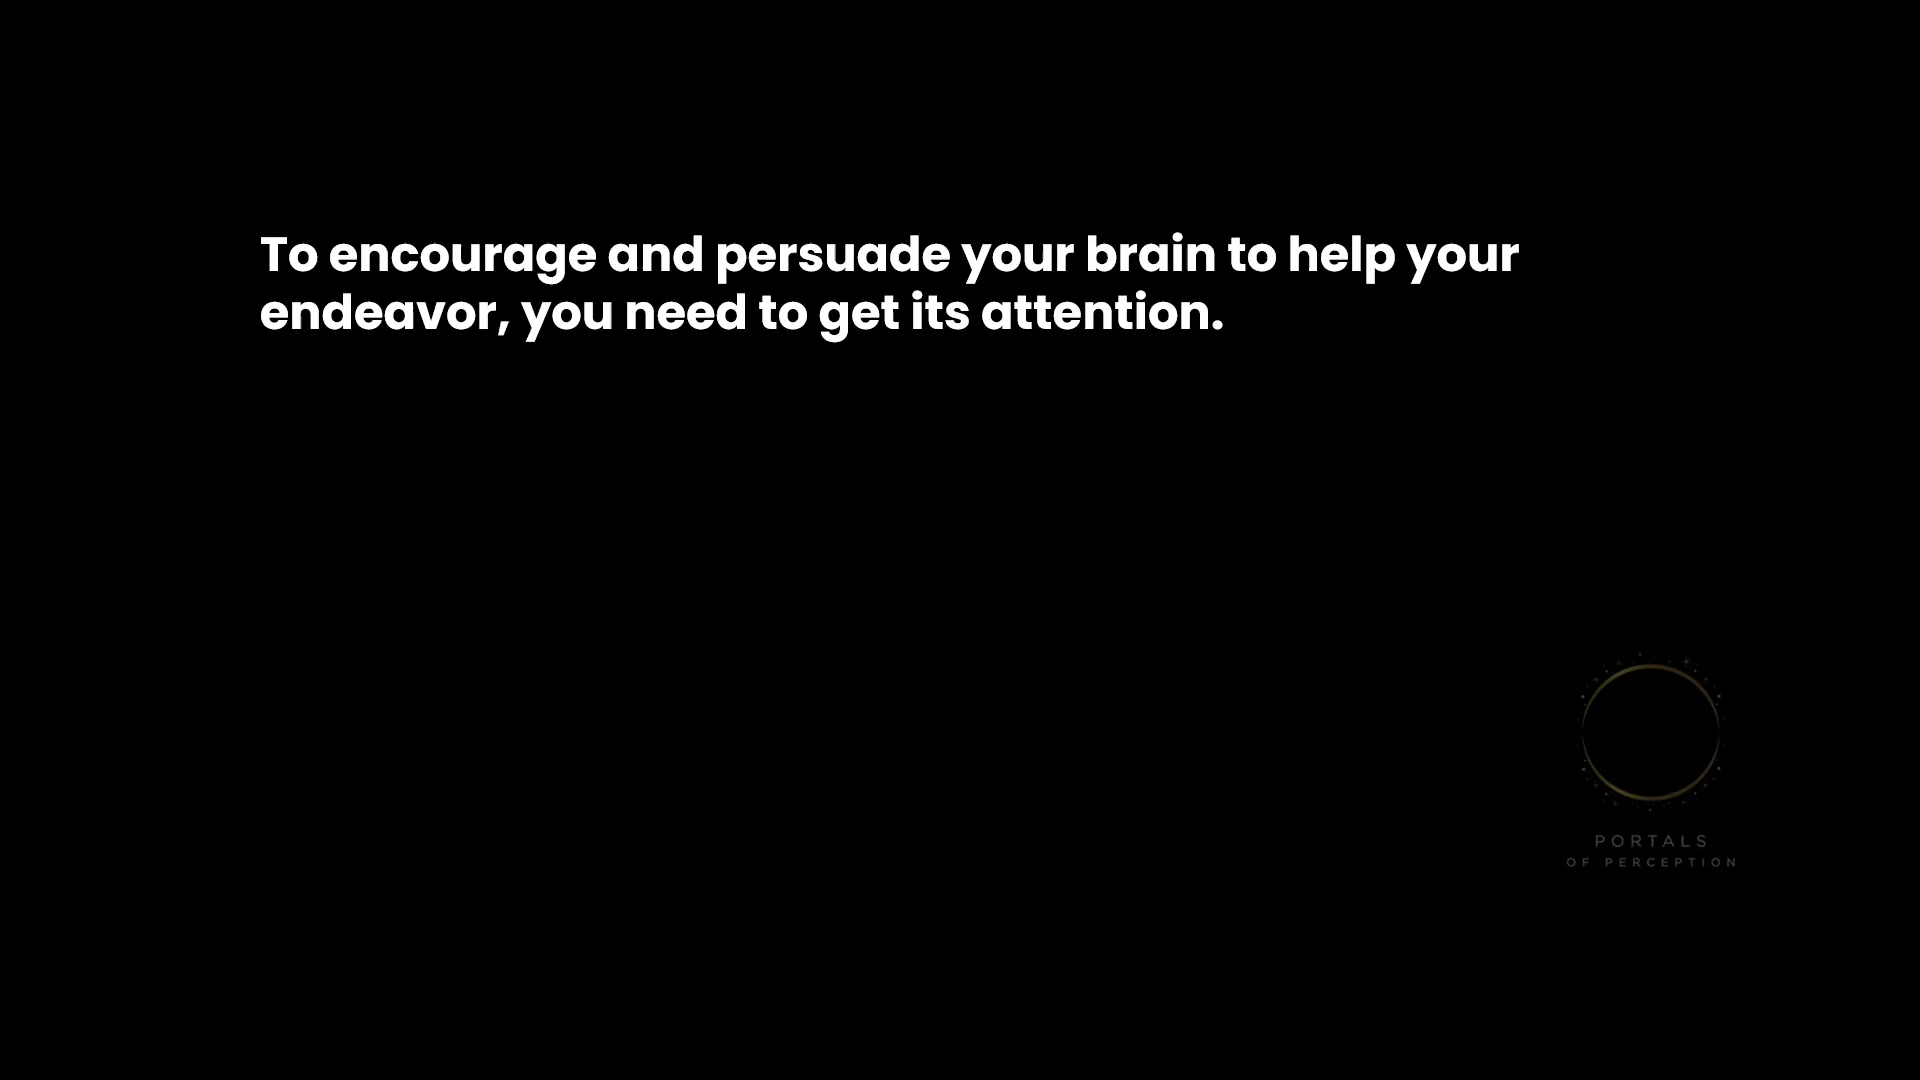 To encourage and persuade your brain to help your
endeavor, you need to get its attention.
PORTALS
OF PERCEPTION